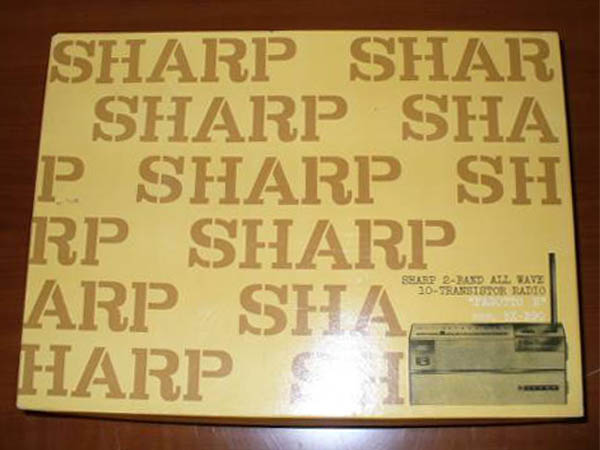 SHARP SHAR
SHARP SHA
P SHARP SH
RP SHARP
SHARP 2-BAND ALL WAVE
10-TRANSISTOR RADIO
ARP SHA
HARP SH